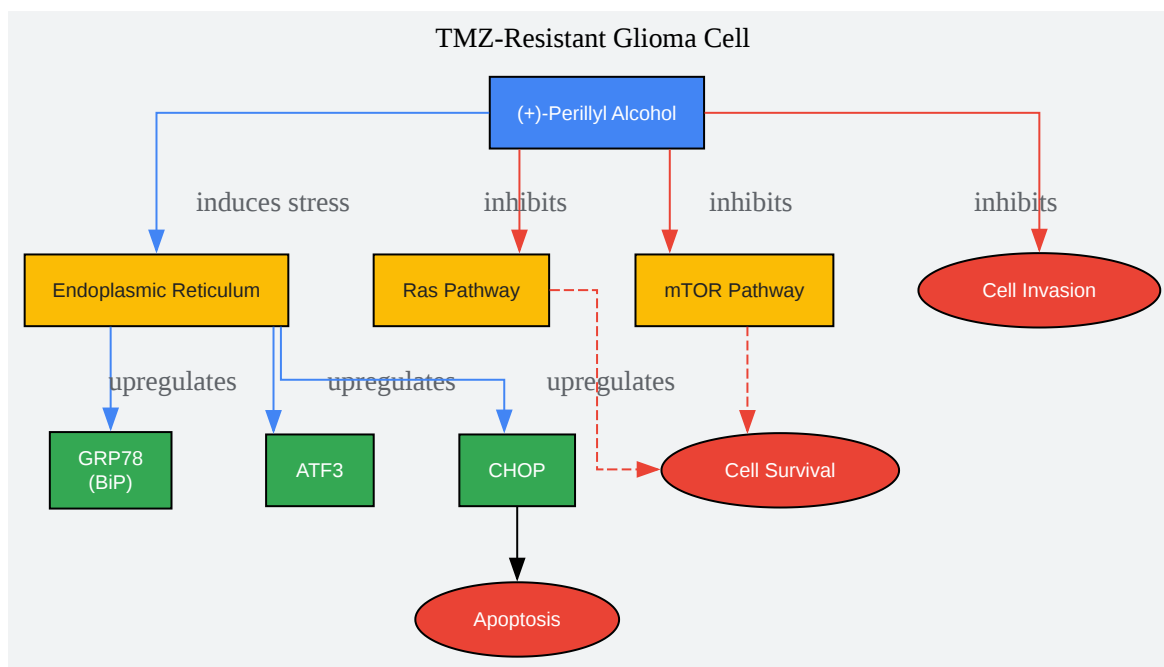 TMZ-Resistant Glioma Cell
(+)-Perillyl Alcohol
induces stress
inhibits
inhibits
inhibits
Endoplasmic Reticulum
Ras Pathway
mTOR Pathway
Cell Invasion
upregulates
upregulates
upregulates
GRP78
(BiP)
ATF3
CHOP
Cell Survival
Apoptosis